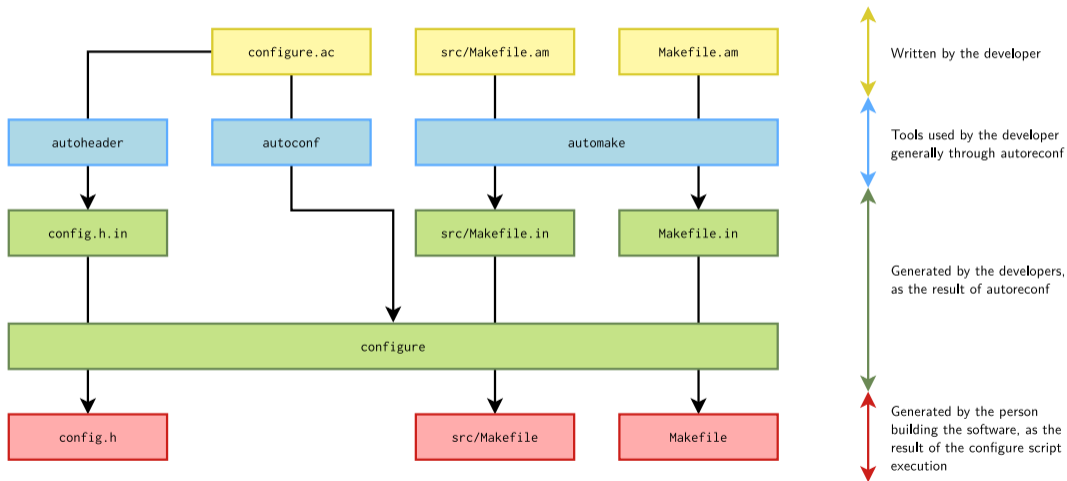 configure.ac
src/Makefile.am
Makefile.am
Written by the developer
autoheader
autoconf
automake
Tools used by the developer
generally through autoreconf
config.h.in
src/Makefile.in
Makefile.in
Generated by the developers,
as the result of autoreconf
configure
config.h
src/Makefile
Makefile
Generated by the person
building the software, as the
result of the configure script
execution